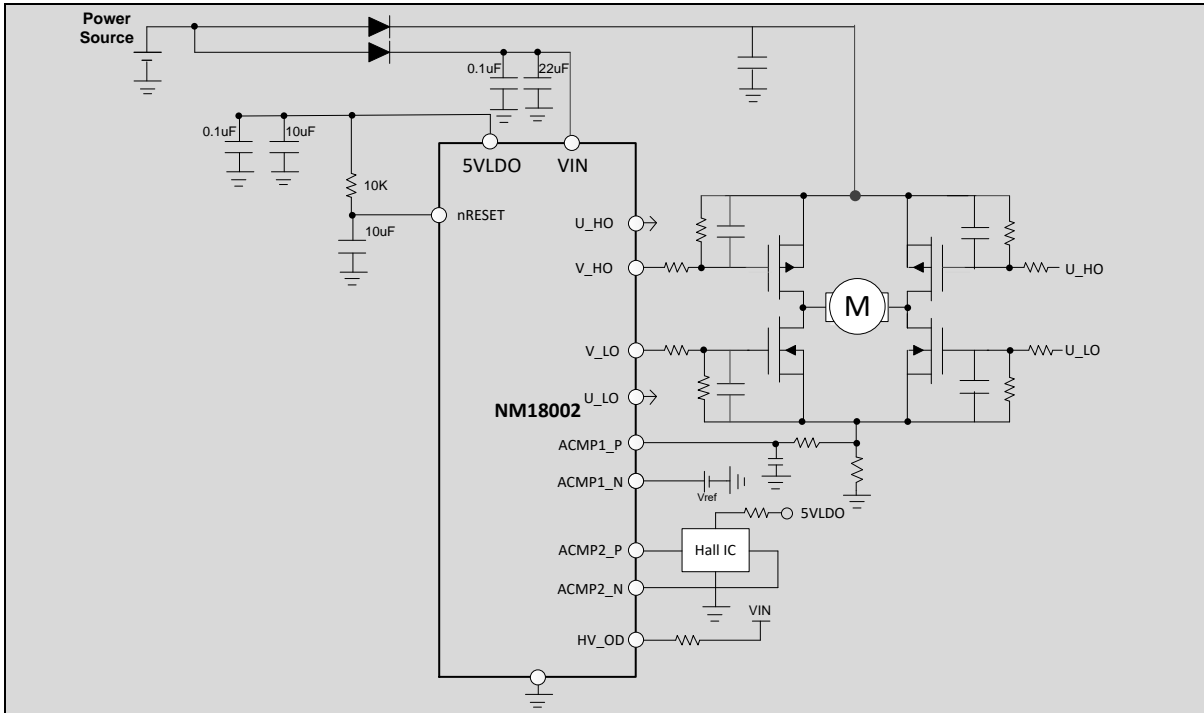 Power
Source
0.1uF
22uF
0.1uF
10uF
5VLDO
VIN
10K
nRESET
10uF
U_HO
V_HO
U_HO
M
V_LO
U_LO
U_LO
NM18002
ACMP1_P
ACMP1_N
Vref
5VLDO
ACMP2_P
Hall IC
ACMP2_N
VIN
HV_OD